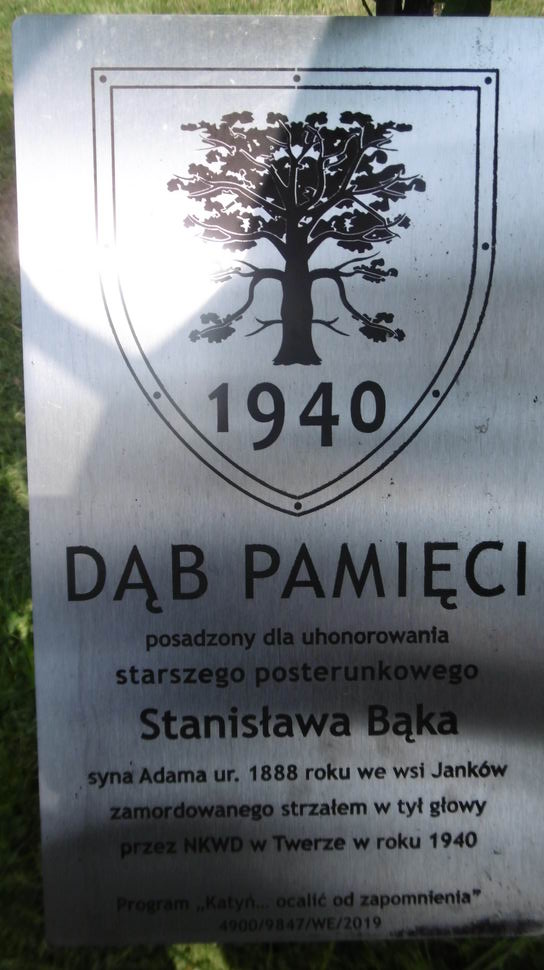 1940
DĄB PAMIĘCI
posadzony dla uhonorowania
starszego posterunkowego
Stanisława Bąka
syna Adama ur. 1888 roku we wsi Janków
zamordowanego strzałem w tył głowy
przez NKWD w Twerze w roku 1940
Program „Katyń... ocalić od zapomnienia”
4900/9847/WE/2019